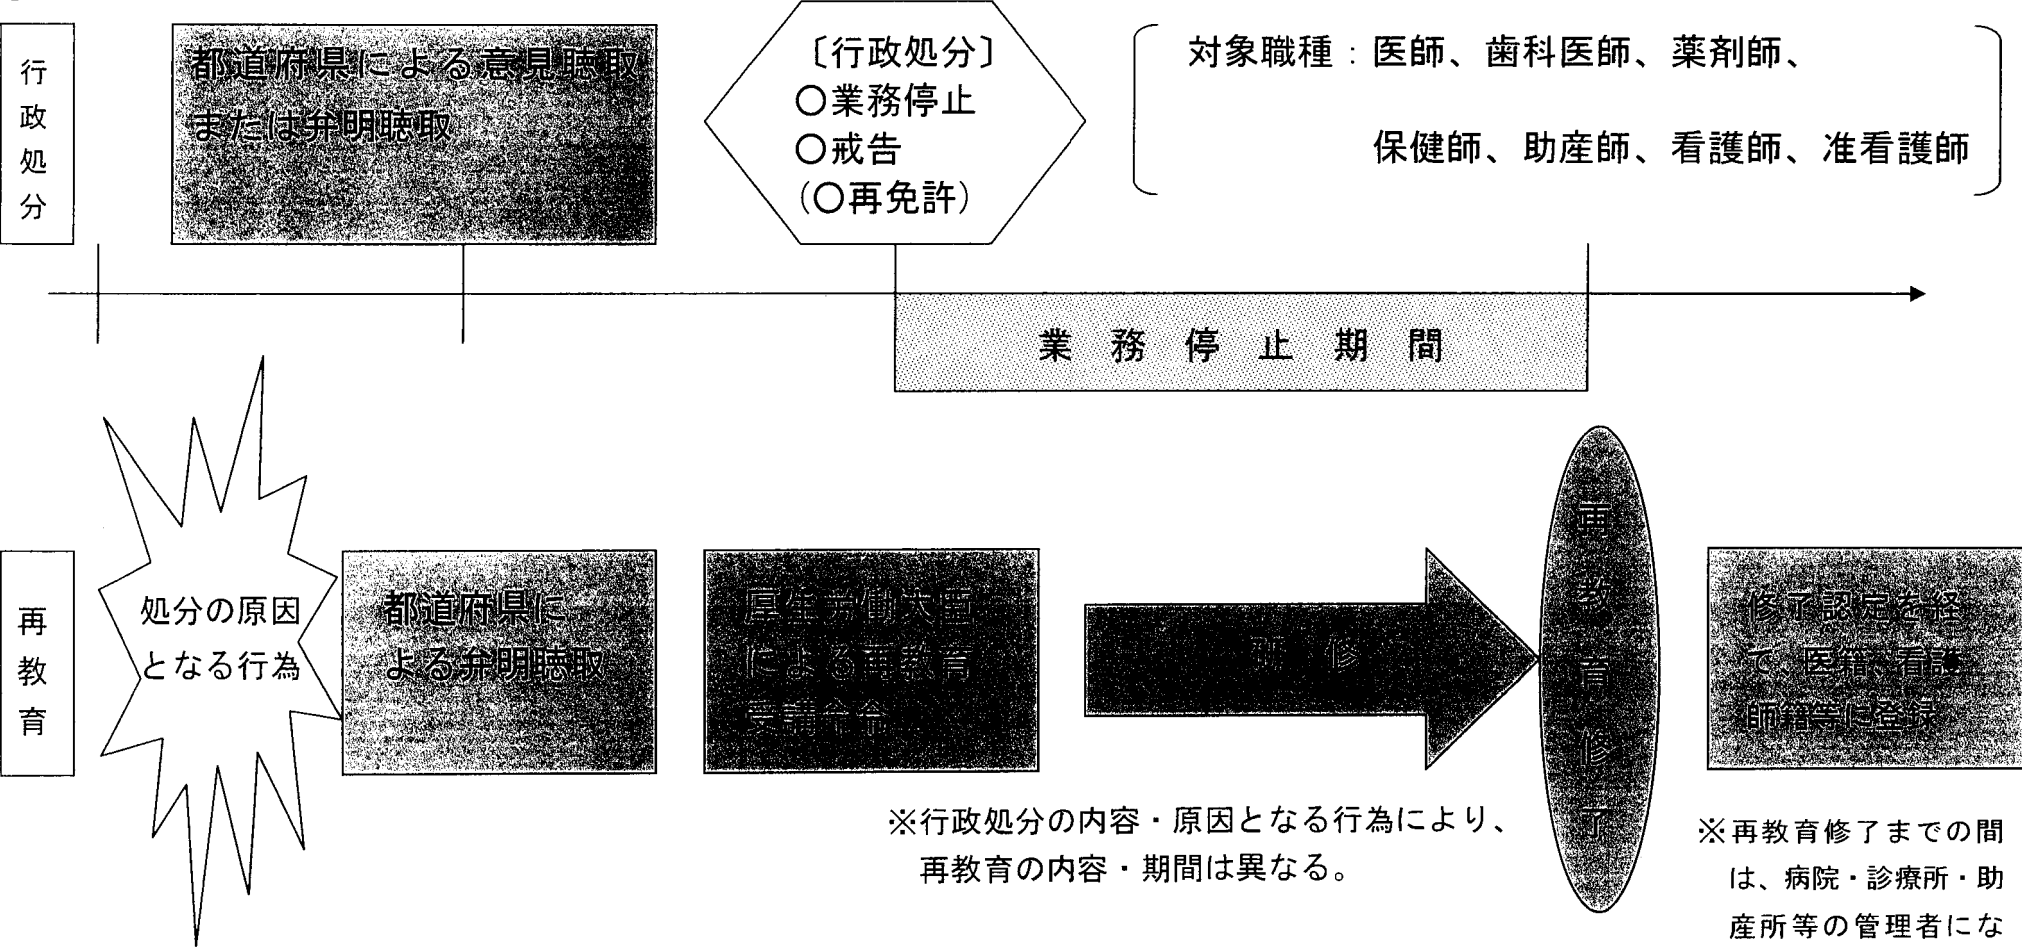 行政処分
都道府県による意見聴取
または弁明聴取
〔行政処分〕
○業務停止
○戒告
(○再免許)
対象職種：医師、歯科医師、薬剤師、
保健師、助産師、看護師、准看護師
業務停止期間
再教育
処分の原因
となる行為
都道府県に
よる弁明聴取
厚生労働大臣
による再教育
受講命令
研修
再教育修了
修了認定を経
て、医籍、看護
師籍等に登録
※行政処分の内容・原因となる行為により、
再教育の内容・期間は異なる。
※再教育修了までの間
は、病院・診療所・助
産所等の管理者にな